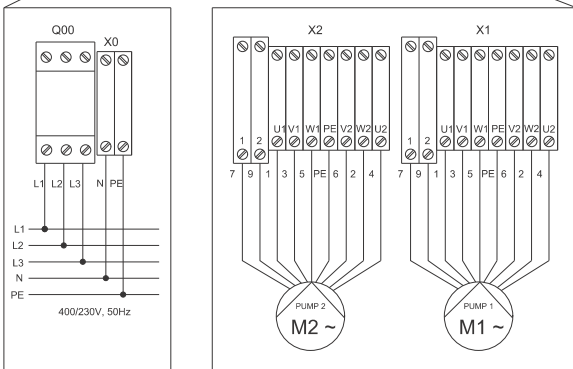 Q00
X0
L1 L2 L3 N PE
L1
L2
L3
N
PE
400/230V, 50Hz
X2
U1 V1 W1 PE V2 W2 U2
1 2
7 9 1 3 5 PE 6 2 4
PUMP 2
M2 ~
X1
U1 V1 W1 PE V2 W2 U2
1 2
7 9 1 3 5 PE 6 2 4
PUMP 1
M1 ~